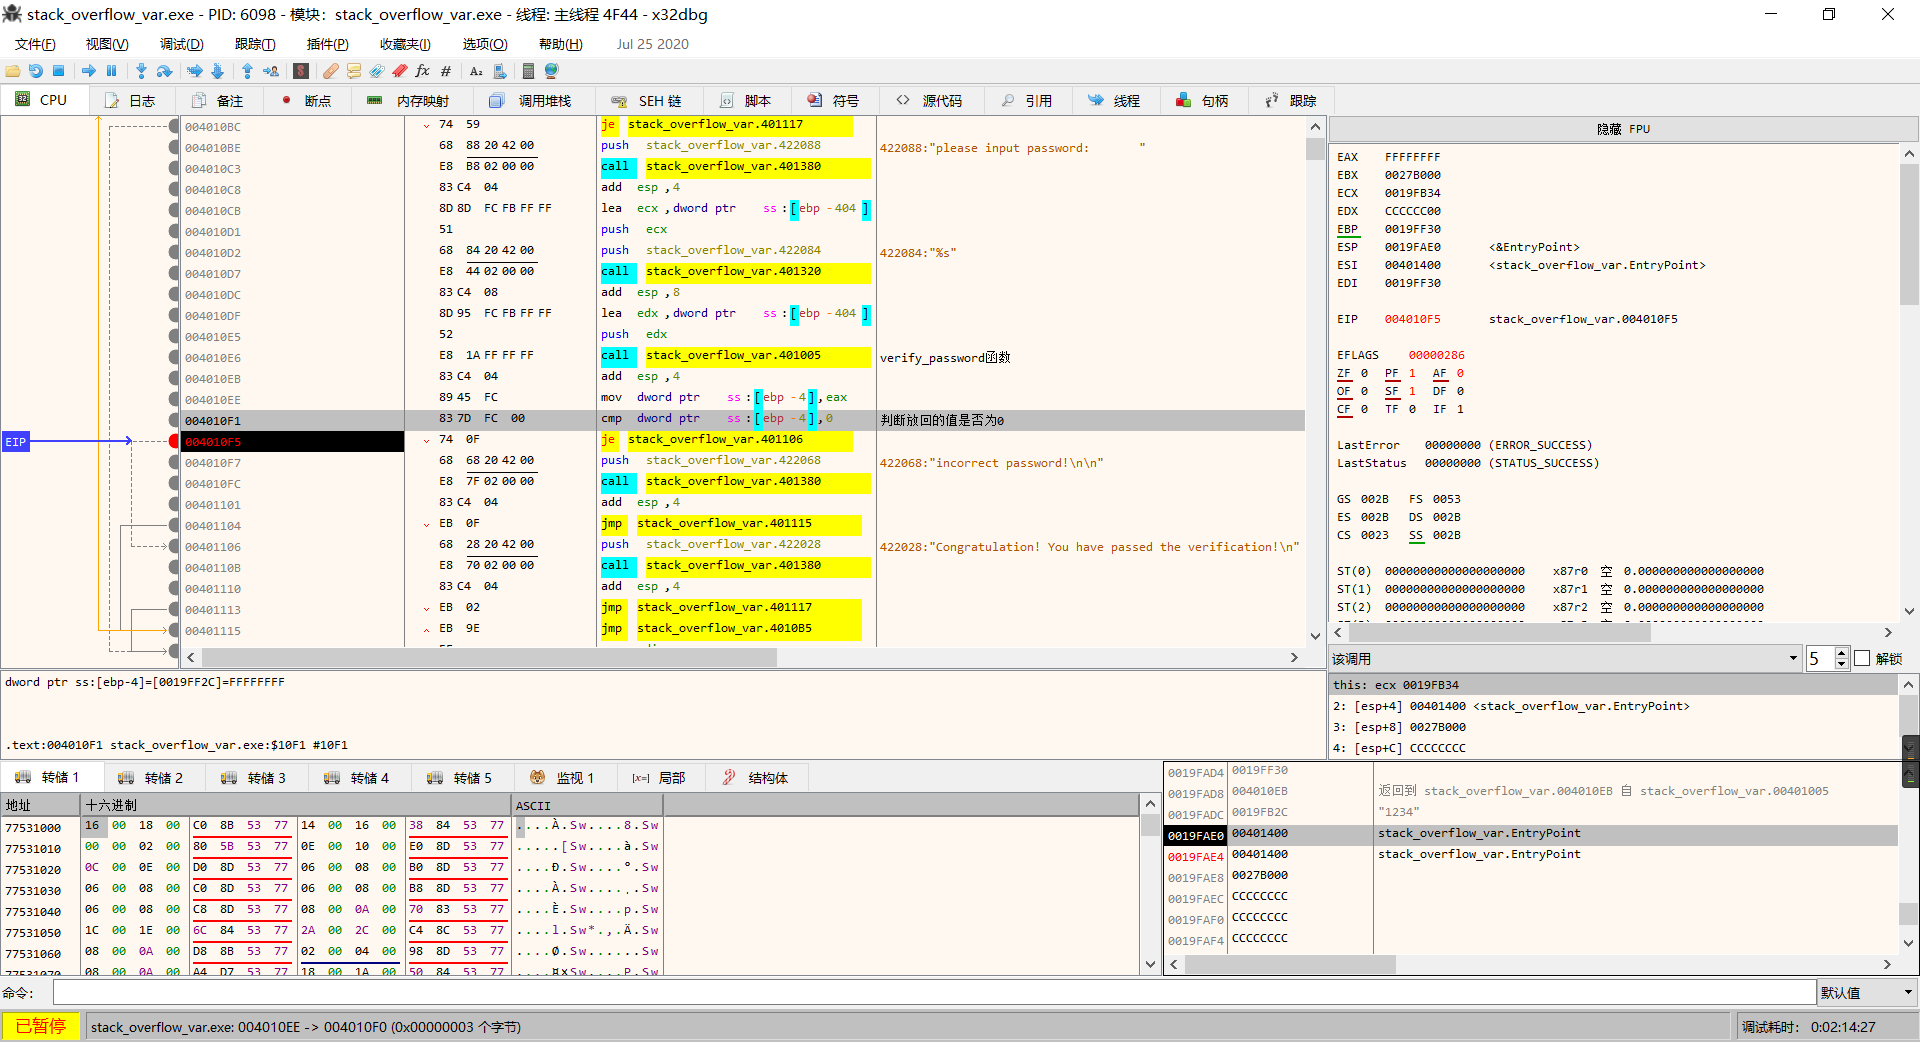 stack_overflow_var.exe - PID: 6098 - 模块: stack_overflow_var.exe - 线程: 主线程 4F44 - x32dbg
文件(F) 视图(V) 调试(D) 跟踪(T) 插件(P) 收藏夹(I) 选项(O) 帮助(H) Jul 25 2020
CPU 日志 备注 断点 内存映射 调用堆栈 SEH 链 脚本 符号 源代码 引用 线程 句柄 跟踪
004010BC 74 59 je stack_overflow_var.401117
004010BE 68 88 20 42 00 push stack_overflow_var.422088 422088:"please input password:       "
004010C3 E8 B8 02 00 00 call stack_overflow_var.401380
004010C8 83 C4 04 add esp,4
004010CB 8D 8D FC FB FF FF lea ecx,dword ptr ss:[ebp-404]
004010D1 51 push ecx
004010D2 68 84 20 42 00 push stack_overflow_var.422084 422084:"%s"
004010D7 E8 44 02 00 00 call stack_overflow_var.401320
004010DC 83 C4 08 add esp,8
004010DF 8D 95 FC FB FF FF lea edx,dword ptr ss:[ebp-404]
004010E5 52 push edx
004010E6 E8 1A FF FF FF call stack_overflow_var.401005 verify_password函数
004010EB 83 C4 04 add esp,4
004010EE 89 45 FC mov dword ptr ss:[ebp-4],eax
004010F1 83 7D FC 00 cmp dword ptr ss:[ebp-4],0 判断放回的值是否为0
EIP 004010F5 74 0F je stack_overflow_var.401106
004010F7 68 68 20 42 00 push stack_overflow_var.422068 422068:"incorrect password!\n\n"
004010FC E8 7F 02 00 00 call stack_overflow_var.401380
00401101 83 C4 04 add esp,4
00401104 EB 0F jmp stack_overflow_var.401115
00401106 68 28 20 42 00 push stack_overflow_var.422028 422028:"Congratulation! You have passed the verification!\n"
0040110B E8 70 02 00 00 call stack_overflow_var.401380
00401110 83 C4 04 add esp,4
00401113 EB 02 jmp stack_overflow_var.401117
00401115 EB 9E jmp stack_overflow_var.4010B5
隐藏 FPU
EAX FFFFFFFF
EBX 0027B000
ECX 0019FB34
EDX CCCCCC00
EBP 0019FF30
ESP 0019FAE0 <&EntryPoint>
ESI 00401400 <stack_overflow_var.EntryPoint>
EDI 0019FF30
EIP 004010F5 stack_overflow_var.004010F5
EFLAGS 00000286
ZF 0 PF 1 AF 0
OF 0 SF 1 DF 0
CF 0 TF 0 IF 1
LastError 00000000 (ERROR_SUCCESS)
LastStatus 00000000 (STATUS_SUCCESS)
GS 002B FS 0053
ES 002B DS 002B
CS 0023 SS 002B
ST(0) 00000000000000000000 x87r0 空 0.000000000000000000
ST(1) 00000000000000000000 x87r1 空 0.000000000000000000
ST(2) 00000000000000000000 x87r2 空 0.000000000000000000
该调用 5 解锁
this: ecx 0019FB34
2: [esp+4] 00401400 <stack_overflow_var.EntryPoint>
3: [esp+8] 0027B000
4: [esp+C] CCCCCCCC
dword ptr ss:[ebp-4]=[0019FF2C]=FFFFFFFF
.text:004010F1 stack_overflow_var.exe:$10F1 #10F1
转储 1 转储 2 转储 3 转储 4 转储 5 监视 1 [x=] 局部 结构体
地址 十六进制 ASCII
77531000 16 00 18 00 C0 8B 53 77 14 00 16 00 38 84 53 77 ....À.Sw....8.Sw
77531010 00 00 02 00 80 5B 53 77 0E 00 10 00 E0 8D 53 77 .....[Sw....à.Sw
77531020 0C 00 0E 00 D0 8D 53 77 06 00 08 00 B0 8D 53 77 ....Ð.Sw....°.Sw
77531030 06 00 08 00 C0 8D 53 77 06 00 08 00 B8 8D 53 77 ....À.Sw....¸.Sw
77531040 06 00 08 00 C8 8D 53 77 08 00 0A 00 70 83 53 77 ....È.Sw....p.Sw
77531050 1C 00 1E 00 6C 84 53 77 2A 00 2C 00 C4 8C 53 77 ....l.Sw*.,.Ä.Sw
77531060 08 00 0A 00 D8 8B 53 77 02 00 04 00 98 8D 53 77 ....Ø.Sw......Sw
77531070 08 00 0A 00 A4 D7 53 77 18 00 1A 00 50 84 53 77 ....¤×Sw....P.Sw
0019FAD4 0019FF30
0019FAD8 004010EB 返回到 stack_overflow_var.004010EB 自 stack_overflow_var.00401005
0019FADC 0019FB2C "1234"
0019FAE0 00401400 stack_overflow_var.EntryPoint
0019FAE4 00401400 stack_overflow_var.EntryPoint
0019FAE8 0027B000
0019FAEC CCCCCCCC
0019FAF0 CCCCCCCC
0019FAF4 CCCCCCCC
命令: 默认值
已暂停 stack_overflow_var.exe: 004010EE -> 004010F0 (0x00000003 个字节) 调试耗时: 0:02:14:27